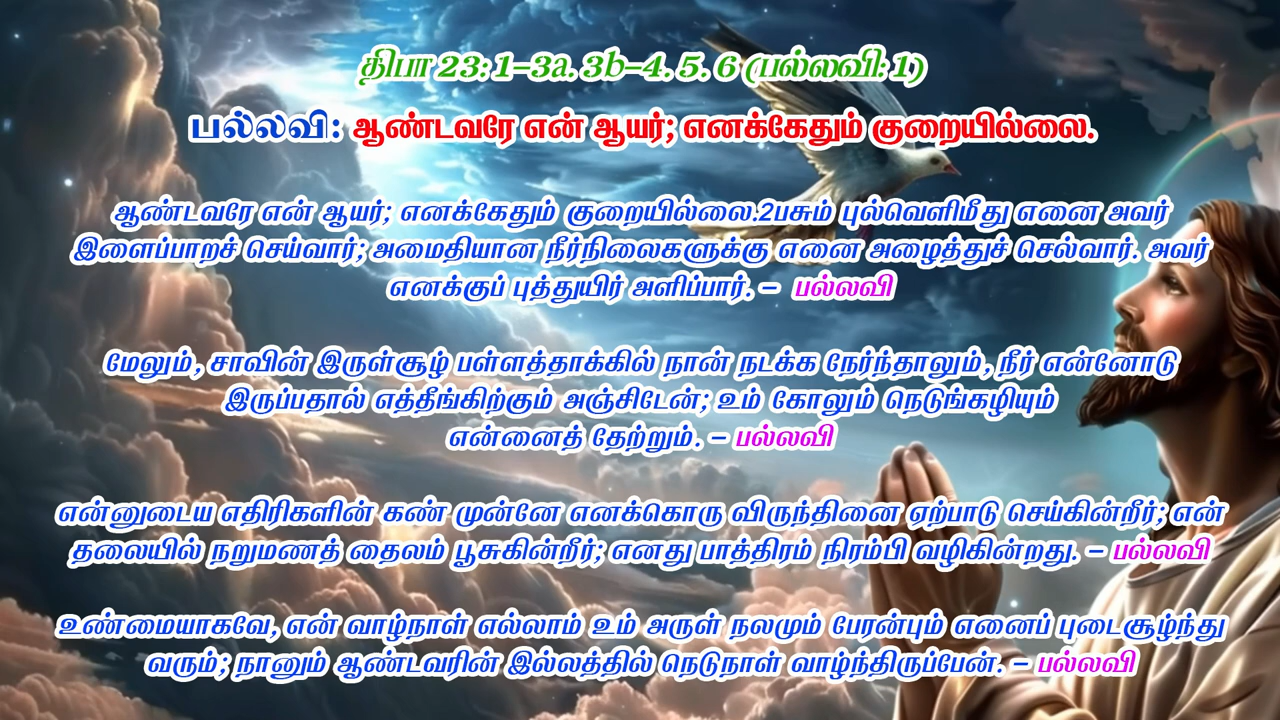 திபா 23: 1-3a. 3b-4. 5. 6 (பல்லவி: 1)
பல்லவி: ஆண்டவரே என் ஆயர்; எனக்கேதும் குறையில்லை.
ஆண்டவரே என் ஆயர்; எனக்கேதும் குறையில்லை.2பசும் புல்வெளிமீது எனை அவர்
இளைப்பாறச் செய்வார்; அமைதியான நீர்நிலைகளுக்கு எனை அழைத்துச் செல்வார். அவர்
எனக்குப் புத்துயிர் அளிப்பார். – பல்லவி
மேலும், சாவின் இருள்சூழ் பள்ளத்தாக்கில் நான் நடக்க நேர்ந்தாலும், நீர் என்னோடு
இருப்பதால் எத்தீங்கிற்கும் அஞ்சிடேன்; உம் கோலும் நெடுங்கழியும்
என்னைத் தேற்றும். – பல்லவி
என்னுடைய எதிரிகளின் கண் முன்னே எனக்கொரு விருந்தினை ஏற்பாடு செய்கின்றீர்; என்
தலையில் நறுமணத் தைலம் பூசுகின்றீர்; எனது பாத்திரம் நிரம்பி வழிகின்றது. – பல்லவி
உண்மையாகவே, என் வாழ்நாள் எல்லாம் உம் அருள் நலமும் பேரன்பும் எனைப் புடைசூழ்ந்து
வரும்; நானும் ஆண்டவரின் இல்லத்தில் நெடுநாள் வாழ்ந்திருப்பேன். – பல்லவி